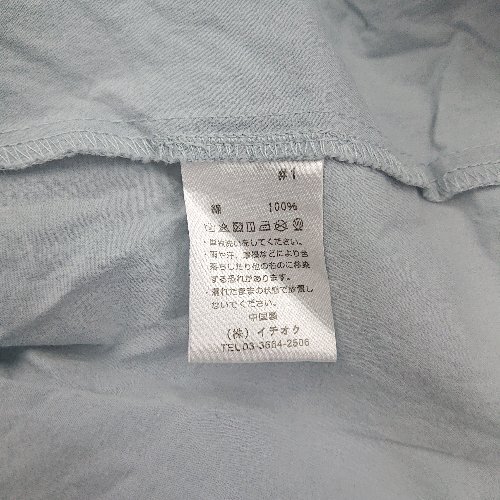 #1
綿 100%
・単独洗いをしてください。
・雨や汗、摩擦などにより色
落ちしたり他のものに移染
する恐れがあります。
・濡れたままの状態で放置し
ないでください。
中国製
(株) イチオク
TEL03-3664-2506